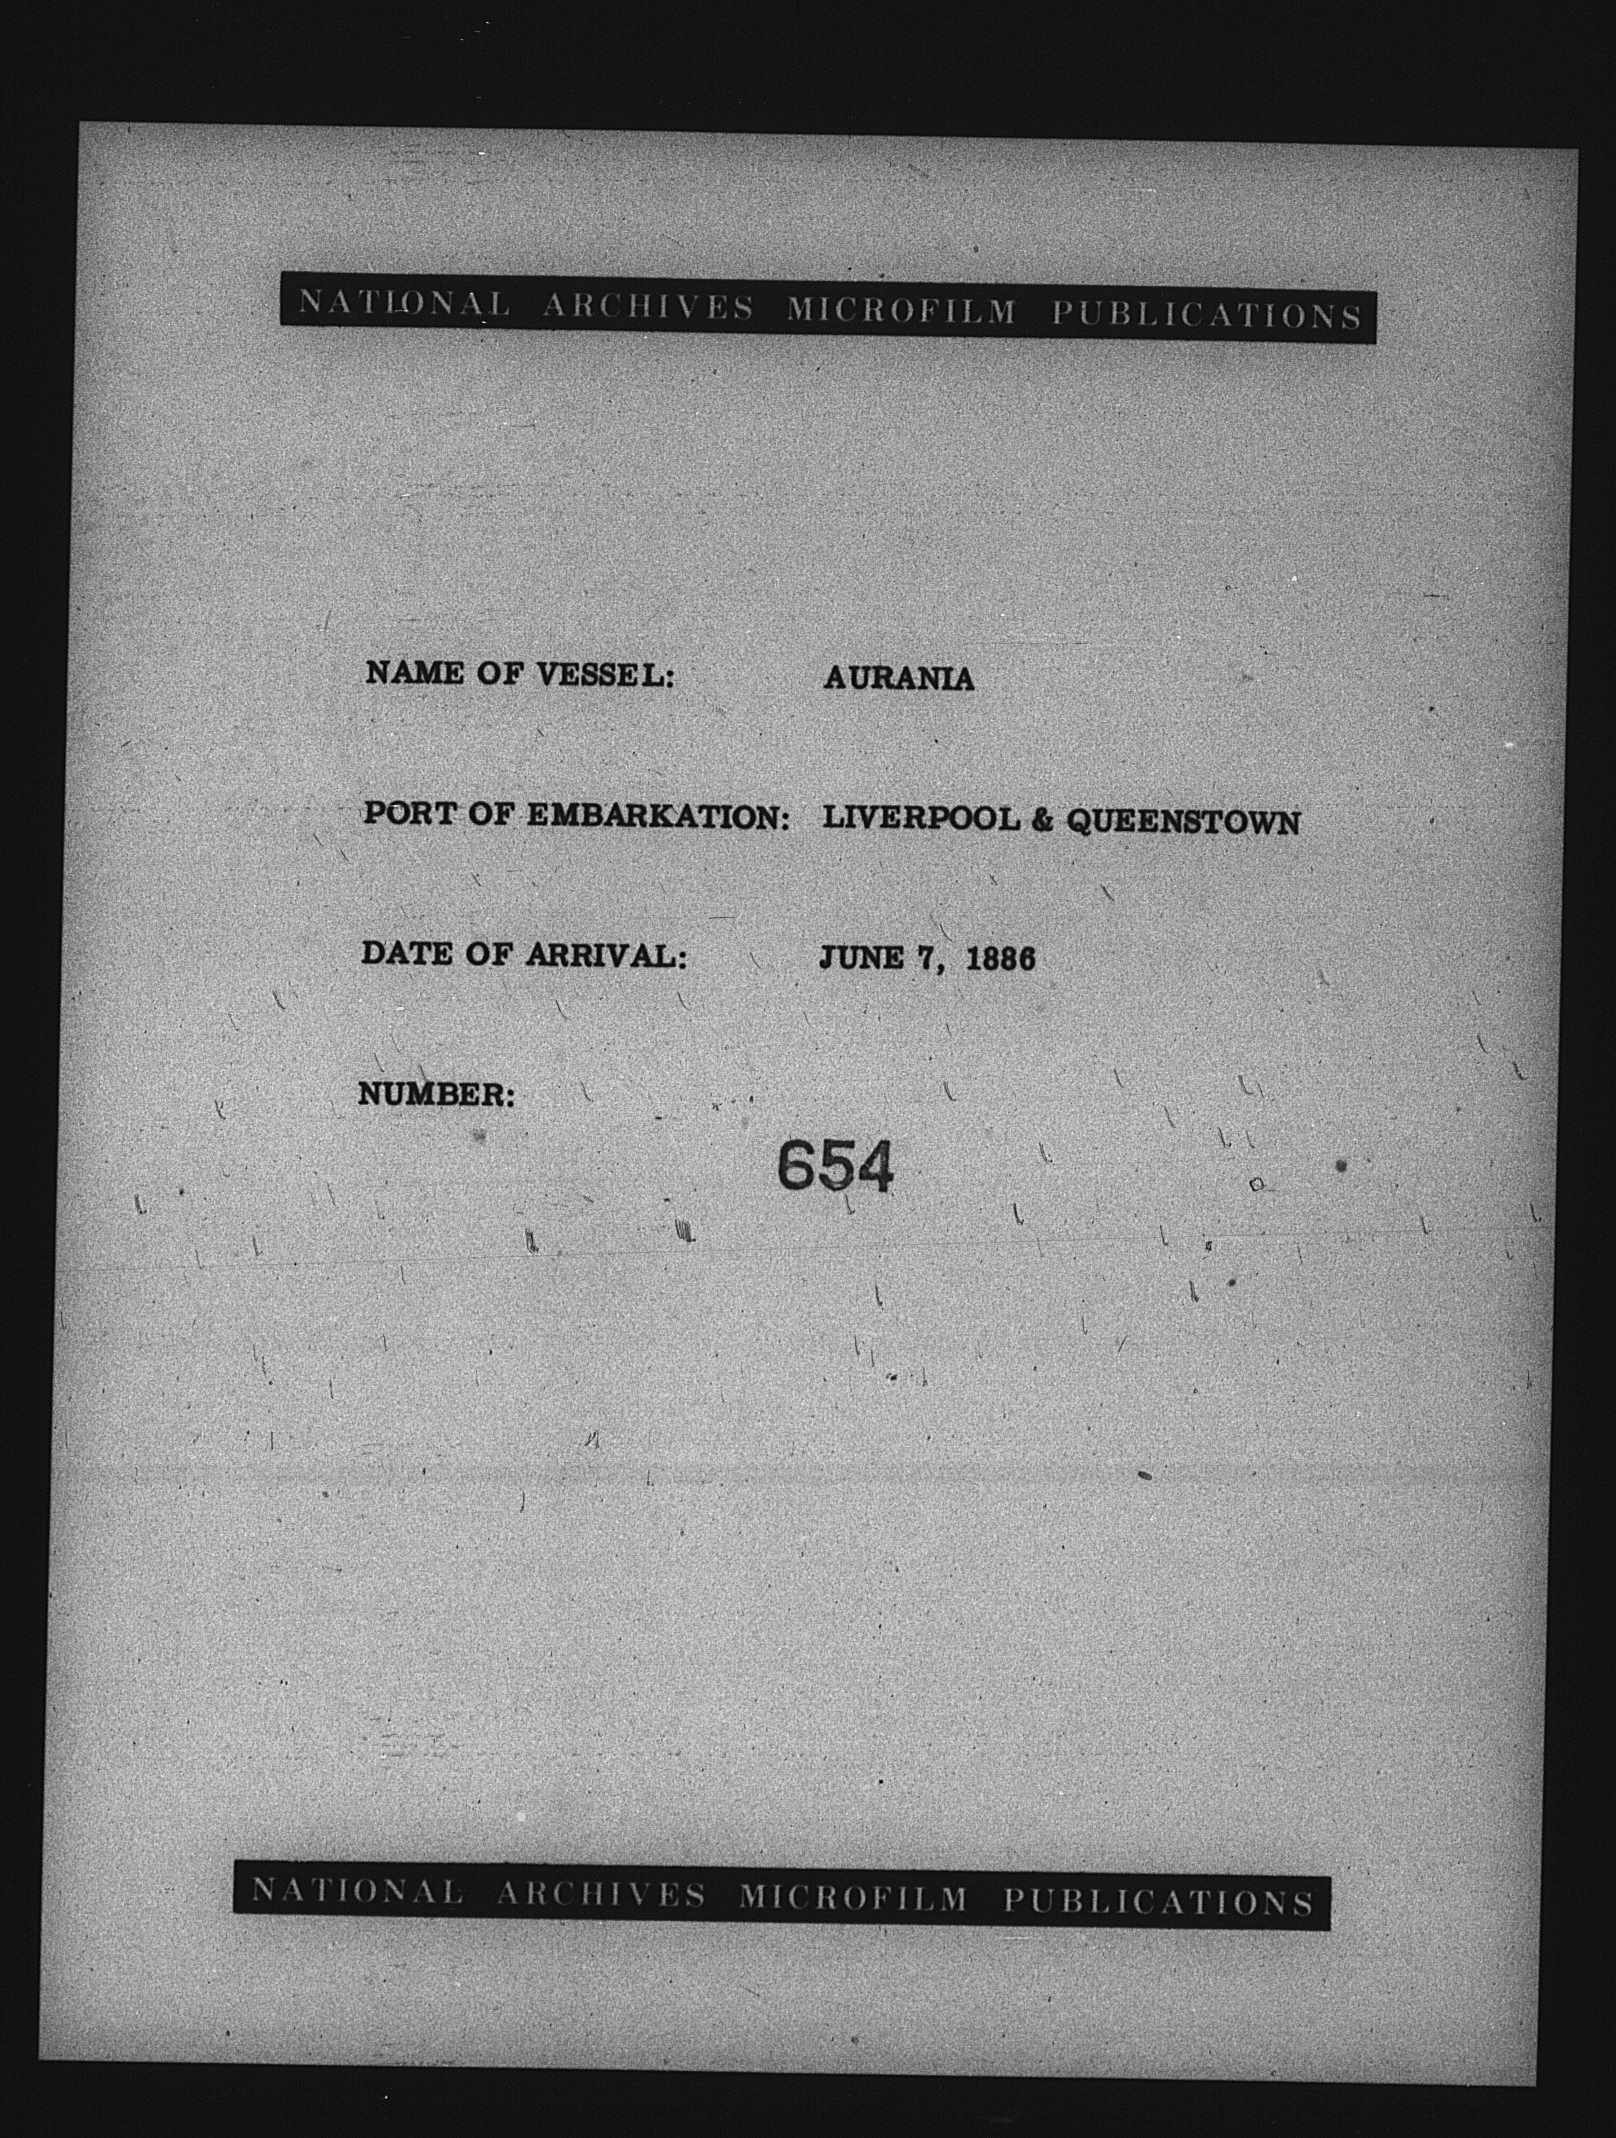 NATIONAL ARCHIVES MICROFILM PUBLICATIONS
NAME OF VESSEL: AURANIA
PORT OF EMBARKATION: LIVERPOOL & QUEENSTOWN
DATE OF ARRIVAL: JUNE 7, 1886
NUMBER:
654
NATIONAL ARCHIVES MICROFILM PUBLICATIONS